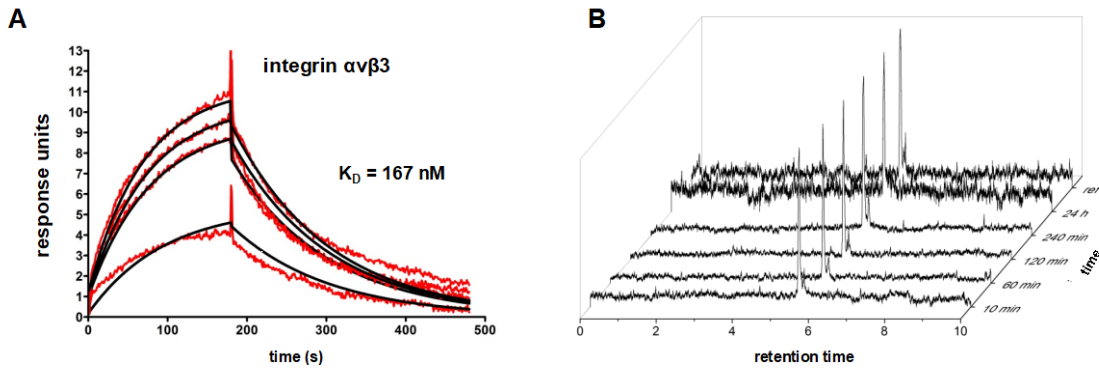 A
B
integrin αvβ3
K_D = 167 nM
response units
13
12
11
10
9
8
7
6
5
4
3
2
1
0
0
100
200
300
400
500
time (s)
24 h
240 min
120 min
60 min
10 min
time
0
2
4
6
8
10
retention time